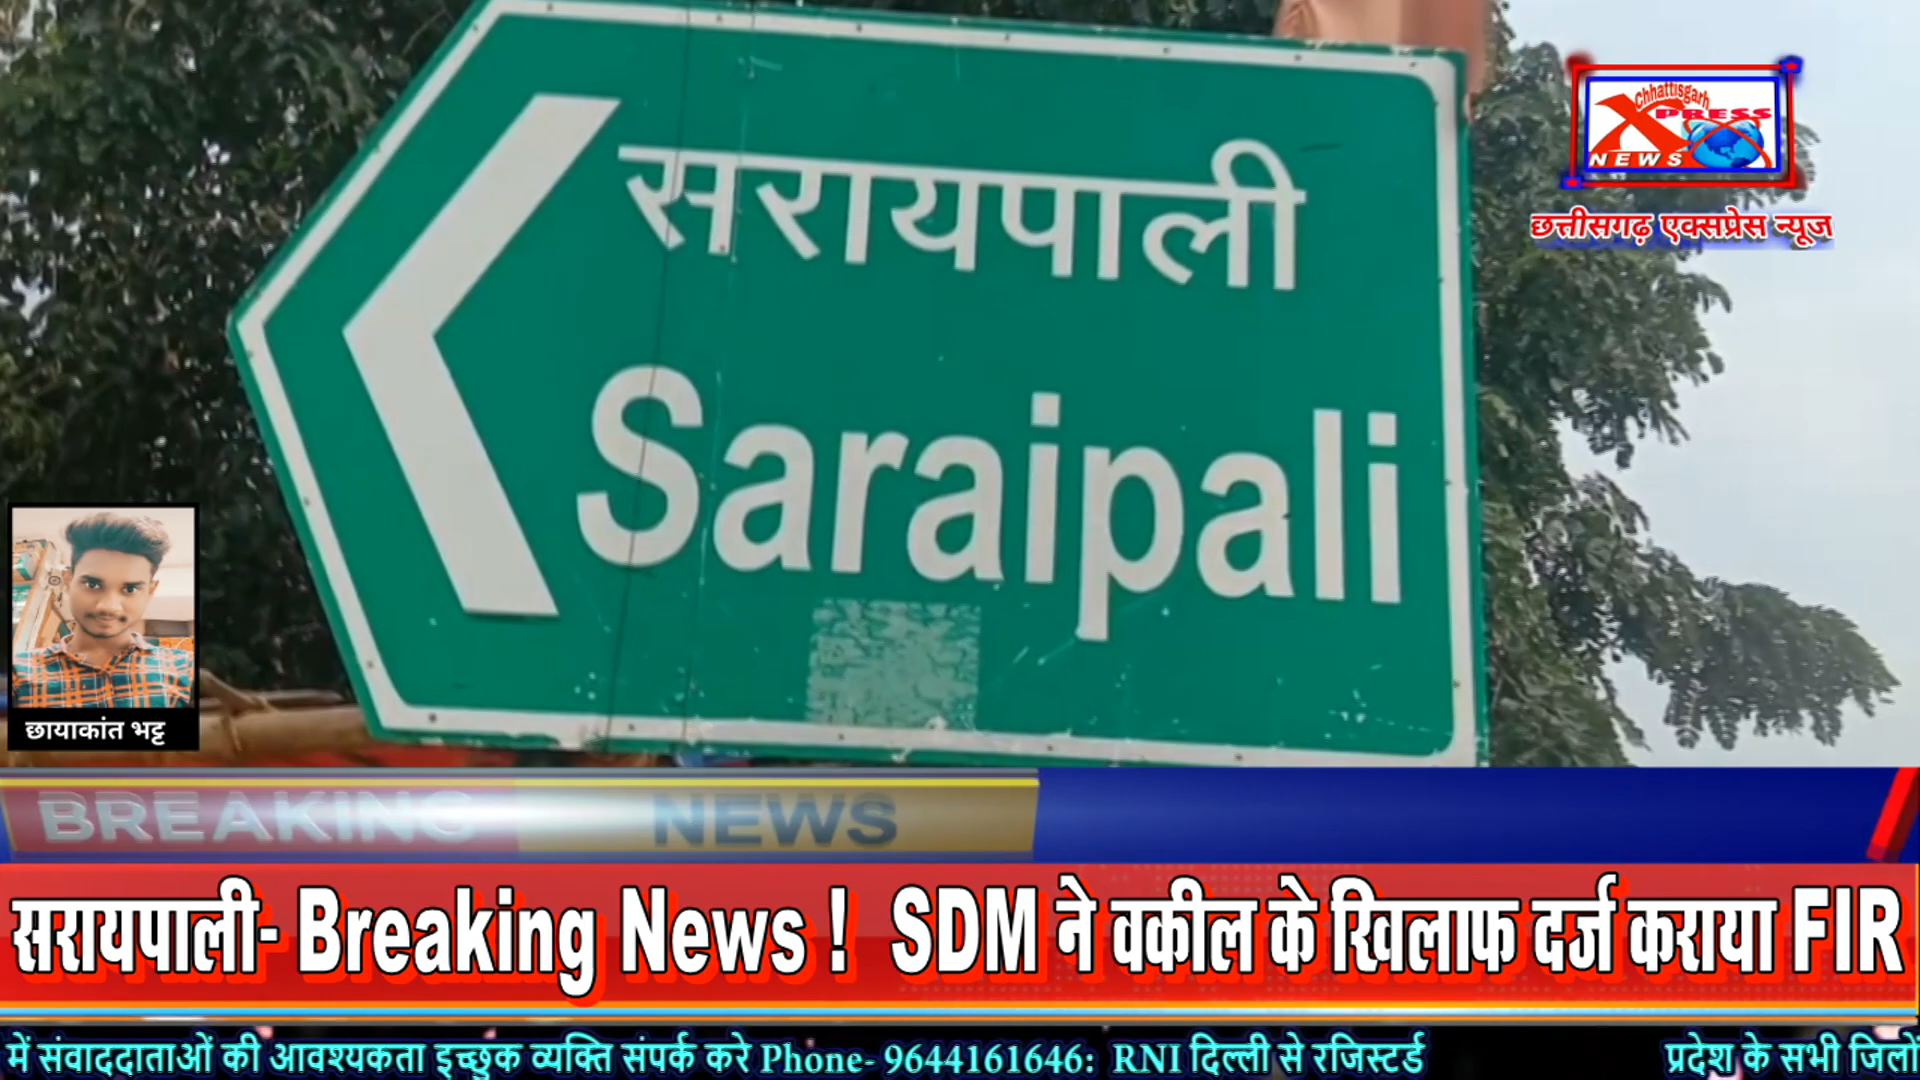 सरायपाली
Saraipali
Chhattisgarh
XPRESS
NEWS
छत्तीसगढ़ एक्सप्रेस न्यूज
छायाकांत भट्ट
BREAKING NEWS
सरायपाली- Breaking News ! SDM ने वकील के खिलाफ दर्ज कराया FIR
में संवाददाताओं की आवश्यकता इच्छुक व्यक्ति संपर्क करे Phone- 9644161646: RNI दिल्ली से रजिस्टर्ड प्रदेश के सभी जिलों